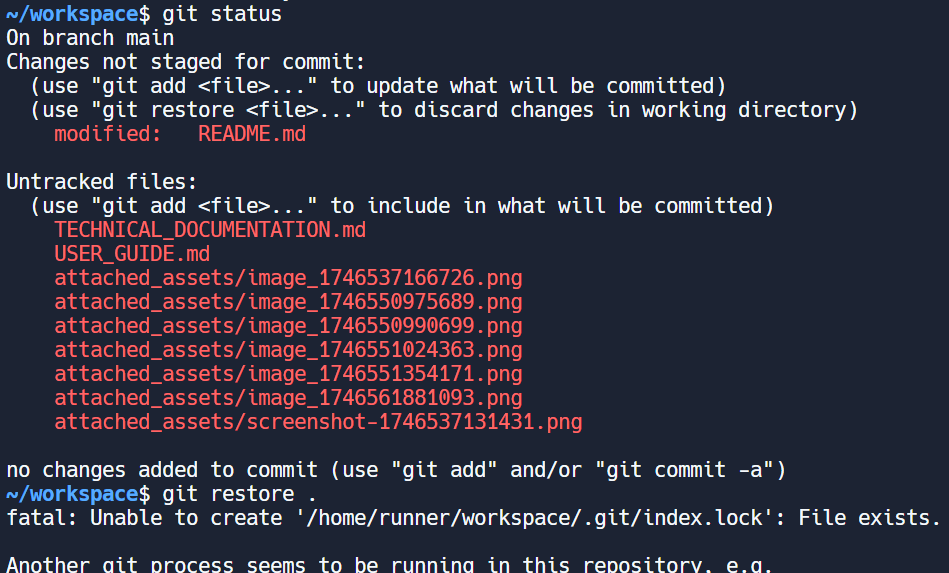 ~/workspace$ git status
On branch main
Changes not staged for commit:
  (use "git add <file>..." to update what will be committed)
  (use "git restore <file>..." to discard changes in working directory)
    modified:   README.md

Untracked files:
  (use "git add <file>..." to include in what will be committed)
    TECHNICAL_DOCUMENTATION.md
    USER_GUIDE.md
    attached_assets/image_1746537166726.png
    attached_assets/image_1746550975689.png
    attached_assets/image_1746550990699.png
    attached_assets/image_1746551024363.png
    attached_assets/image_1746551354171.png
    attached_assets/image_1746561881093.png
    attached_assets/screenshot-1746537131431.png

no changes added to commit (use "git add" and/or "git commit -a")
~/workspace$ git restore .
fatal: Unable to create '/home/runner/workspace/.git/index.lock': File exists.

Another git process seems to be running in this repository, e.g.